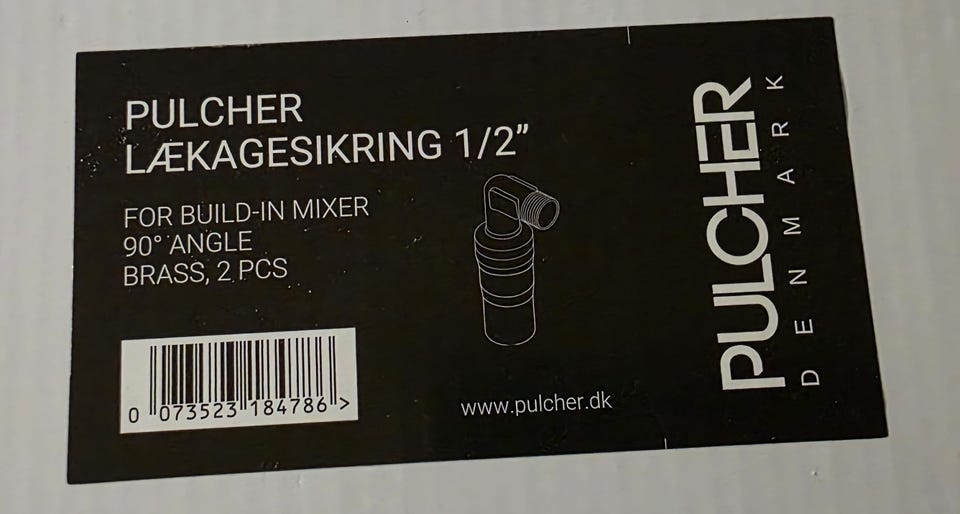 PULCHER
LÆKAGESIKRING 1/2”
FOR BUILD-IN MIXER
90° ANGLE
BRASS, 2 PCS
0 073523 184786 >
www.pulcher.dk
PULCHER
DENMARK